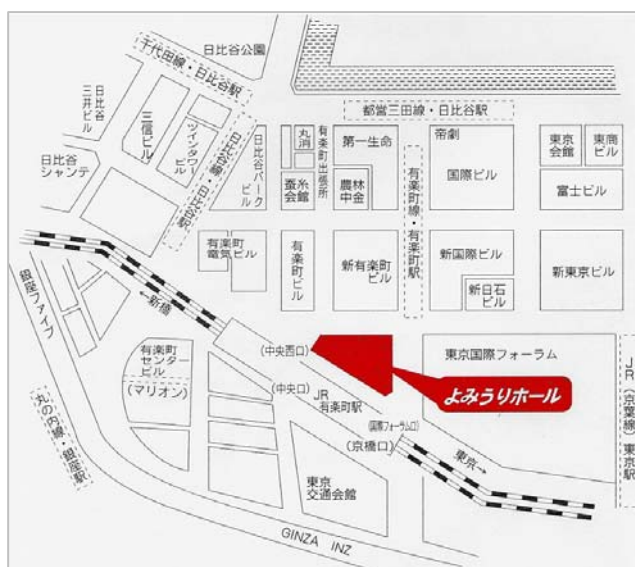 日比谷公園
千代田線・日比谷駅
日比谷
三井ビル
三信ビル
ツインタワー
ビル
日比谷線・日比谷駅
日比谷パーク
ビル
丸消
有楽町出張所
蚕糸
会館
都営三田線・日比谷駅
第一生命
農林
中金
有楽町線・有楽町駅
帝劇
国際ビル
東京
会館
東商
ビル
富士ビル
日比谷
シャンテ
有楽町
電気ビル
有楽町ビル
新有楽町ビル
新国際ビル
新日石
ビル
新東京ビル
銀座ファイブ
←新橋
有楽町
センター
ビル
(マリオン)
(中央西口)
(中央口)
JR
有楽町駅
(国際フォーラム口)
(京橋口)
東京→
東京国際フォーラム
よみうりホール
JR(京葉線)東京駅
丸の内線・銀座駅
東京
交通会館
GINZA INZ